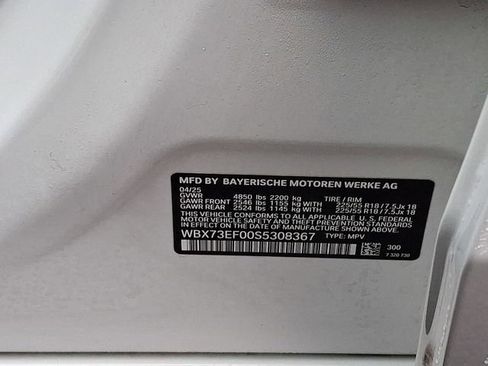 MFD BY BAYERISCHE MOTOREN WERKE AG
04/25
GVWR 4850 lbs 2200 kg TIRE / RIM
GAWR FRONT 2546 lbs 1155 kg 225/55 R18 / 7.5Jx 18
GAWR REAR 2524 lbs 1145 kg 225/55 R18 / 7.5Jx 18
THIS VEHICLE CONFORMS TO ALL APPLICABLE U.S. FEDERAL
MOTOR VEHICLE SAFETY AND THEFT PREVENTION STANDARDS
IN EFFECT ON THE DATE OF MANUFACTURE SHOWN ABOVE.
WBX73EF00S5308367 TYPE: MPV
300
7 320 730